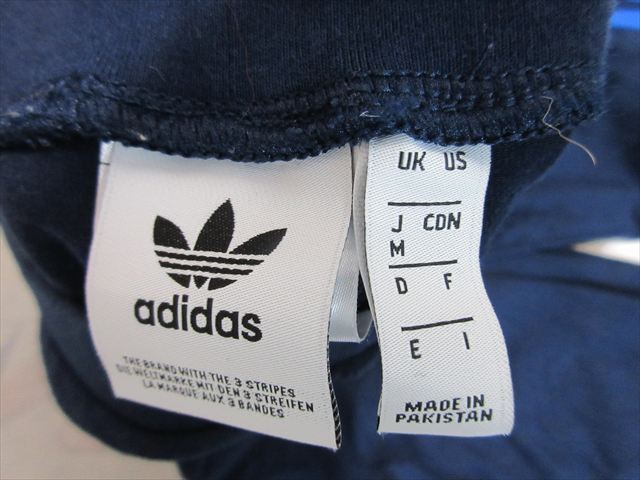 adidas
THE BRAND WITH THE 3 STRIPES
DIE WELTMARKE MIT DEN 3 STREIFEN
LA MARQUE AUX 3 BANDES
UK US
J CDN
M
D F
E I
MADE IN
PAKISTAN